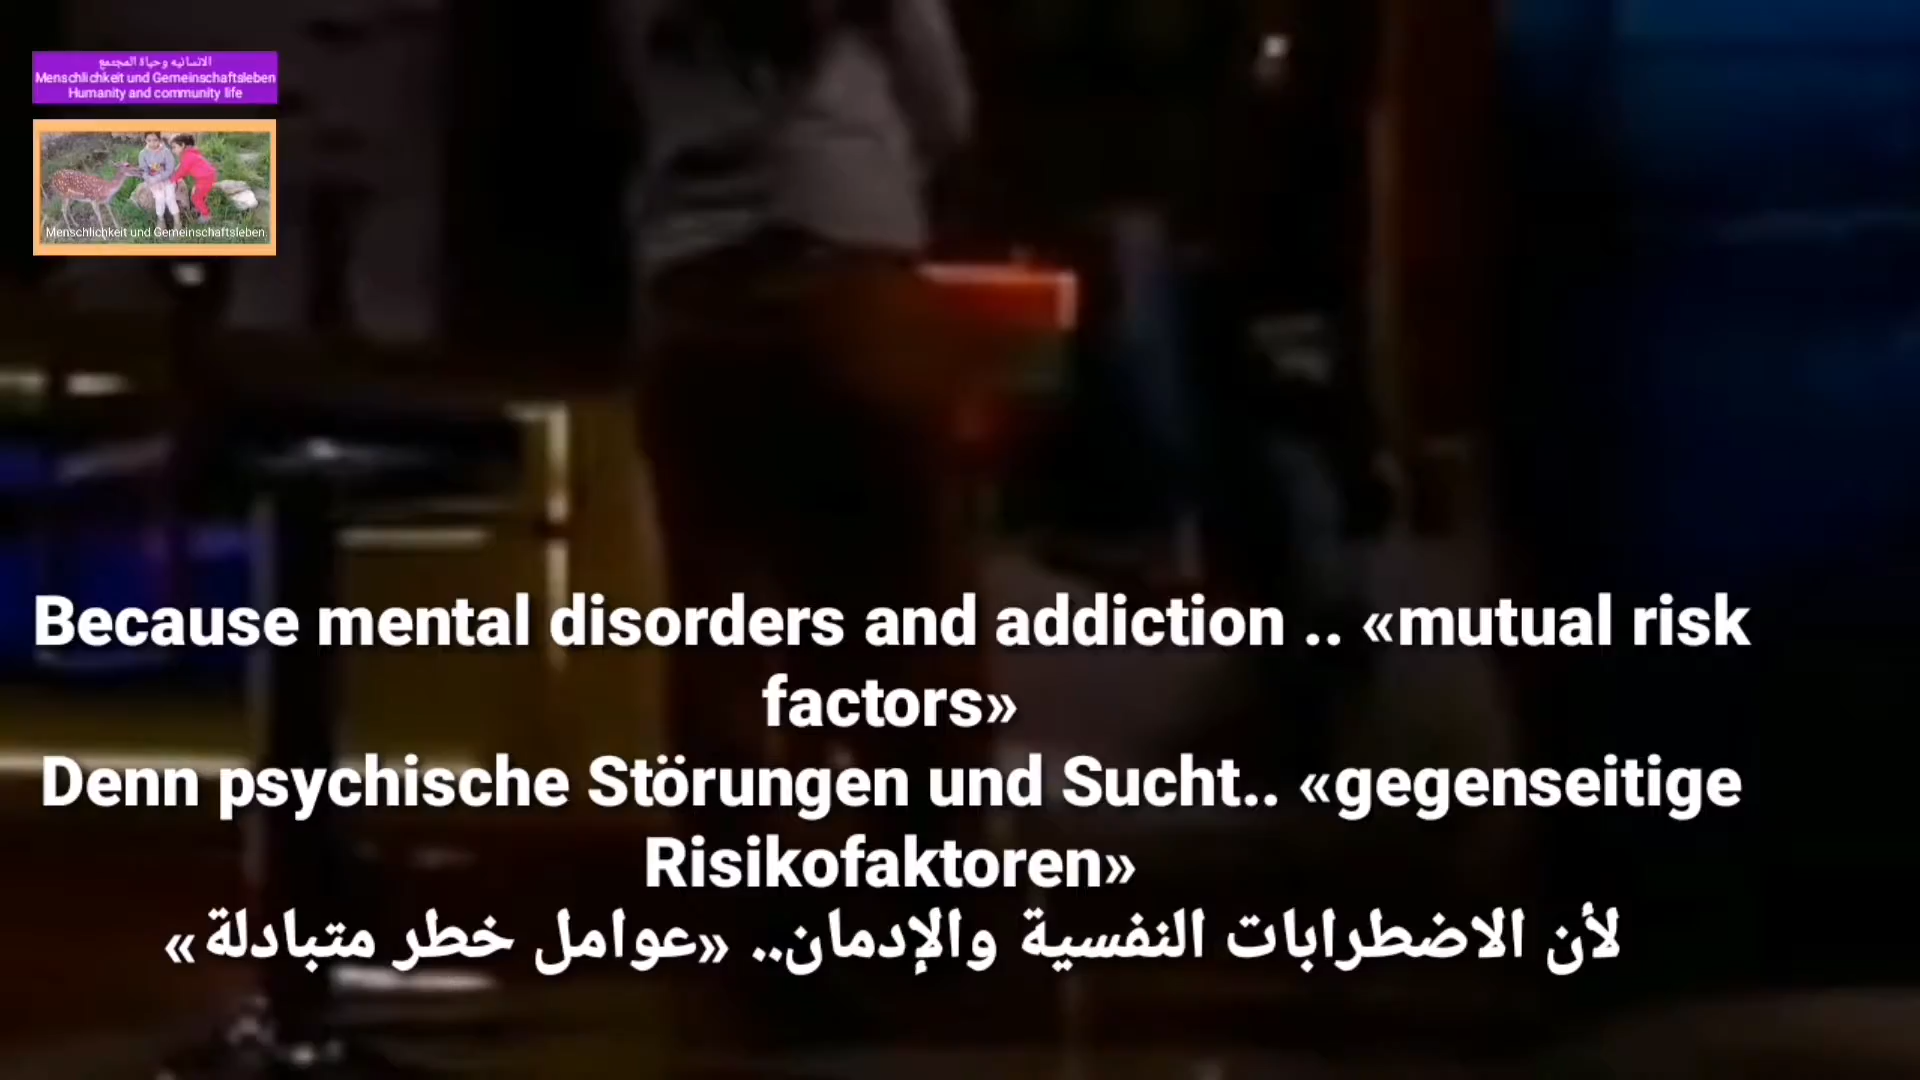 الانسانيه وحياة المجتمع
Menschlichkeit und Gemeinschaftsleben
Humanity and community life
Menschlichkeit und Gemeinschaftsleben
Because mental disorders and addiction .. «mutual risk
factors»
Denn psychische Störungen und Sucht.. «gegenseitige
Risikofaktoren»
لأن الاضطرابات النفسية والإدمان.. «عوامل خطر متبادلة»